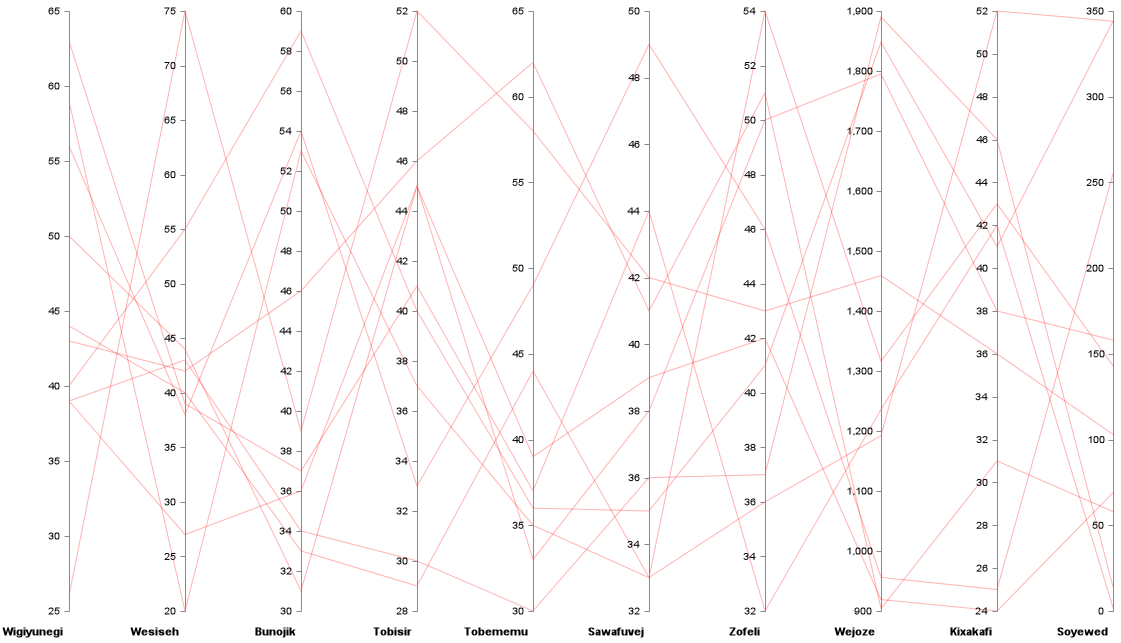 65 75 60 52 65 50 54 1,900 52 350
60 70 58 50 60 48 52 1,800 50 300
55 65 56 48 55 46 50 1,700 48 250
50 60 54 46 50 44 48 1,600 46 200
45 55 52 44 45 42 46 1,500 44 150
40 50 50 42 40 40 44 1,400 42 100
35 45 48 40 35 38 42 1,300 40 50
30 40 46 38 30 36 40 1,200 38 0
25 35 44 36 34 38 1,100 36
30 42 34 32 36 1,000 34
25 40 32 34 900 32
20 38 30 32 30
36 28 28
34 26
32 24
30
Wigiyunegi Wesiseh Bunojik Tobisir Tobememu Sawafuvej Zofeli Wejoze Kixakafi Soyewed